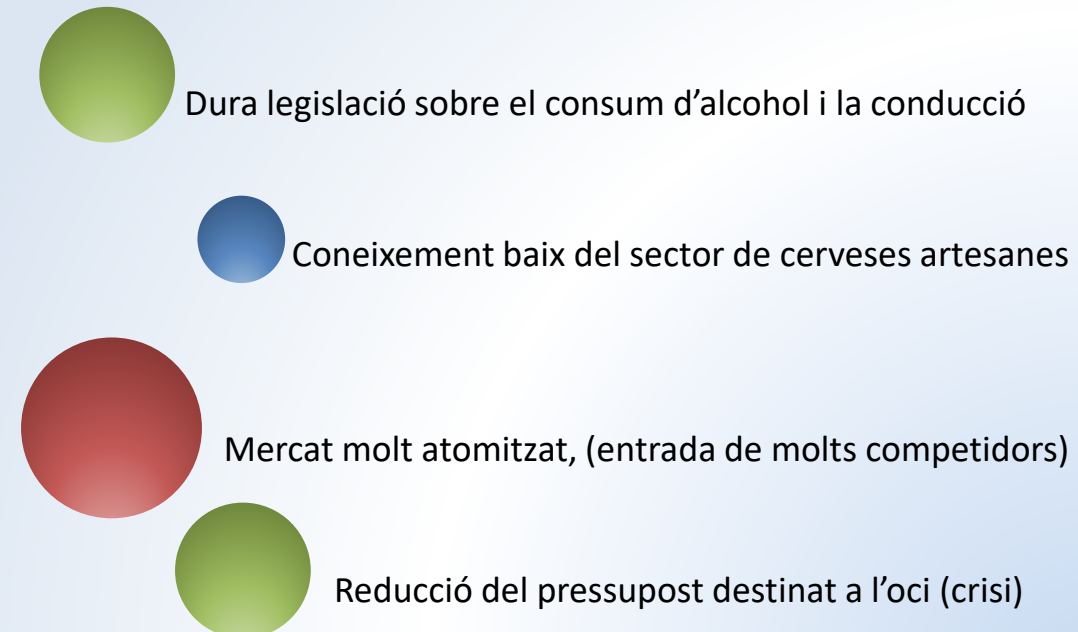 Dura legislació sobre el consum d’alcohol i la conducció
Coneixement baix del sector de cerveses artesanes
Mercat molt atomitzat, (entrada de molts competidors)
Reducció del pressupost destinat a l’oci (crisi)